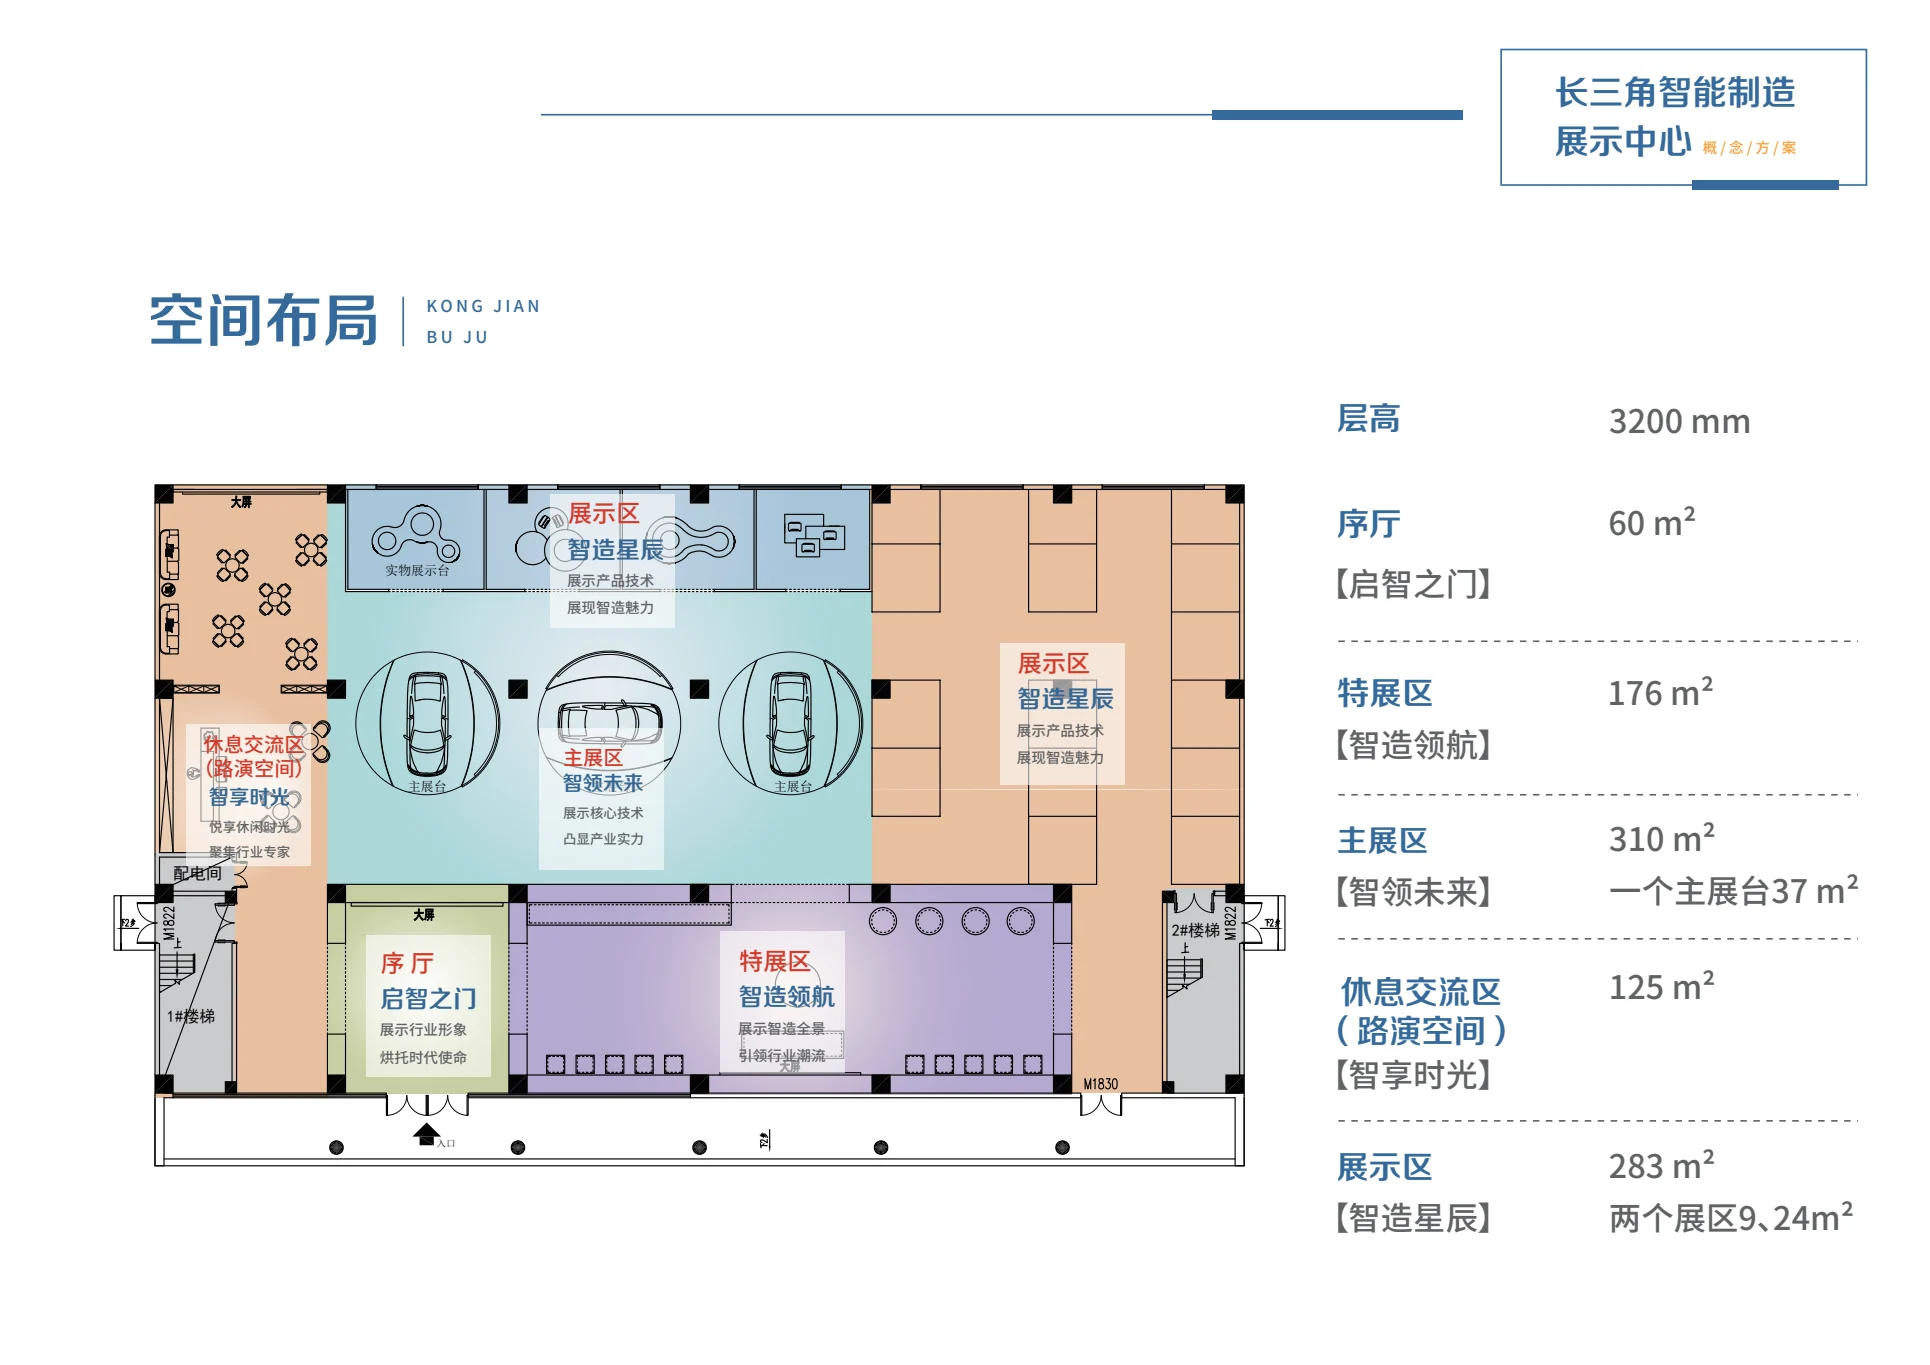 长三角智能制造
展示中心 概/念/方/案
空间布局
KONG JIAN
BU JU
层高 3200 mm
序厅 60 m²
【启智之门】
特展区 176 m²
【智造领航】
主展区 310 m²
【智领未来】 一个主展台37 m²
休息交流区 125 m²
(路演空间)
【智享时光】
展示区 283 m²
【智造星辰】 两个展区9、24m²
大屏
实物展示台
展示区
智造星辰
展示产品技术
展现智造魅力
展示区
智造星辰
展示产品技术
展现智造魅力
主展台
主展区
智领未来
展示核心技术
凸显产业实力
主展台
休息交流区
(路演空间)
智享时光
悦享休闲时光
聚集行业专家
配电间
下2步
M1822
上
1#楼梯
大屏
序 厅
启智之门
展示行业形象
烘托时代使命
特展区
智造领航
展示智造全景
引领行业潮流
大屏
2#楼梯
上
M1822
下2步
M1830
入口
下2步